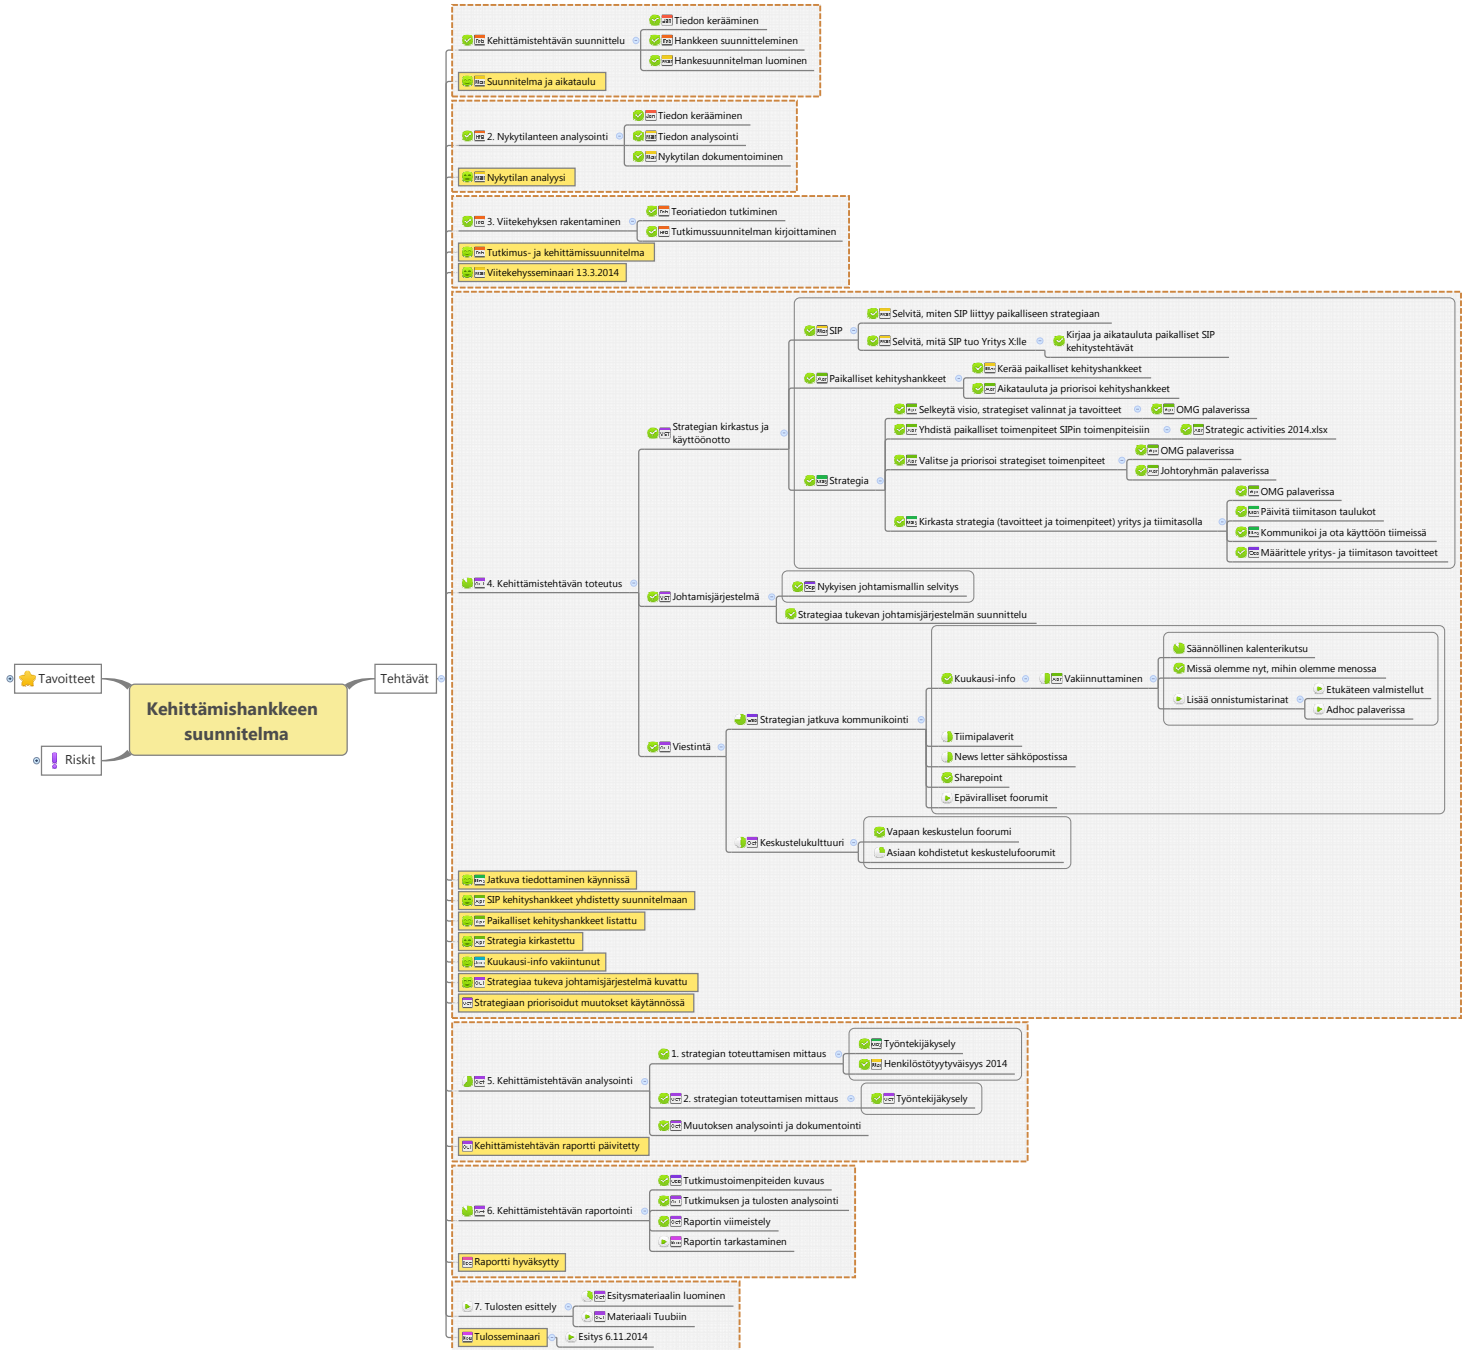 Kehittämishankkeen
suunnitelma
Tavoitteet
Riskit
Tehtävät
Kehittämistehtävän suunnittelu
Tiedon kerääminen
Hankkeen suunnitteleminen
Hankesuunnitelman luominen
Suunnitelma ja aikataulu
2. Nykytilanteen analysointi
Tiedon kerääminen
Tiedon analysointi
Nykytilan dokumentoiminen
Nykytilan analyysi
3. Viitekehyksen rakentaminen
Teoriatiedon tutkiminen
Tutkimussuunnitelman kirjoittaminen
Tutkimus- ja kehittämissuunnitelma
Viitekehysseminaari 13.3.2014
4. Kehittämistehtävän toteutus
Strategian kirkastus ja
käyttöönotto
SIP
Selvitä, miten SIP liittyy paikalliseen strategiaan
Selvitä, mitä SIP tuo Yritys X:lle
Kirjaa ja aikatauluta paikalliset SIP
kehitystehtävät
Paikalliset kehityshankkeet
Kerää paikalliset kehityshankkeet
Aikatauluta ja priorisoi kehityshankkeet
Strategia
Selkeytä visio, strategiset valinnat ja tavoitteet
OMG palaverissa
Yhdistä paikalliset toimenpiteet SIPin toimenpiteisiin
Strategic activities 2014.xlsx
Valitse ja priorisoi strategiset toimenpiteet
OMG palaverissa
Johtoryhmän palaverissa
Kirkasta strategia (tavoitteet ja toimenpiteet) yritys ja tiimitasolla
OMG palaverissa
Päivitä tiimitason taulukot
Kommunikoi ja ota käyttöön tiimeissä
Määrittele yritys- ja tiimitason tavoitteet
Johtamisjärjestelmä
Nykyisen johtamismallin selvitys
Strategiaa tukevan johtamisjärjestelmän suunnittelu
Viestintä
Strategian jatkuva kommunikointi
Kuukausi-info
Vakiinnuttaminen
Säännöllinen kalenterikutsu
Missä olemme nyt, mihin olemme menossa
Lisää onnistumistarinat
Etukäteen valmistellut
Adhoc palaverissa
Tiimipalaverit
News letter sähköpostissa
Sharepoint
Epäviralliset foorumit
Keskustelukulttuuri
Vapaan keskustelun foorumi
Asiaan kohdistetut keskustelufoorumit
Jatkuva tiedottaminen käynnissä
SIP kehityshankkeet yhdistetty suunnitelmaan
Paikalliset kehityshankkeet listattu
Strategia kirkastettu
Kuukausi-info vakiintunut
Strategiaa tukeva johtamisjärjestelmä kuvattu
Strategiaan priorisoidut muutokset käytännössä
5. Kehittämistehtävän analysointi
1. strategian toteuttamisen mittaus
Työntekijäkysely
Henkilöstötyytyväisyys 2014
2. strategian toteuttamisen mittaus
Työntekijäkysely
Muutoksen analysointi ja dokumentointi
Kehittämistehtävän raportti päivitetty
6. Kehittämistehtävän raportointi
Tutkimustoimenpiteiden kuvaus
Tutkimuksen ja tulosten analysointi
Raportin viimeistely
Raportin tarkastaminen
Raportti hyväksytty
7. Tulosten esittely
Esitysmateriaalin luominen
Materiaali Tuubiin
Tulosseminaari
Esitys 6.11.2014